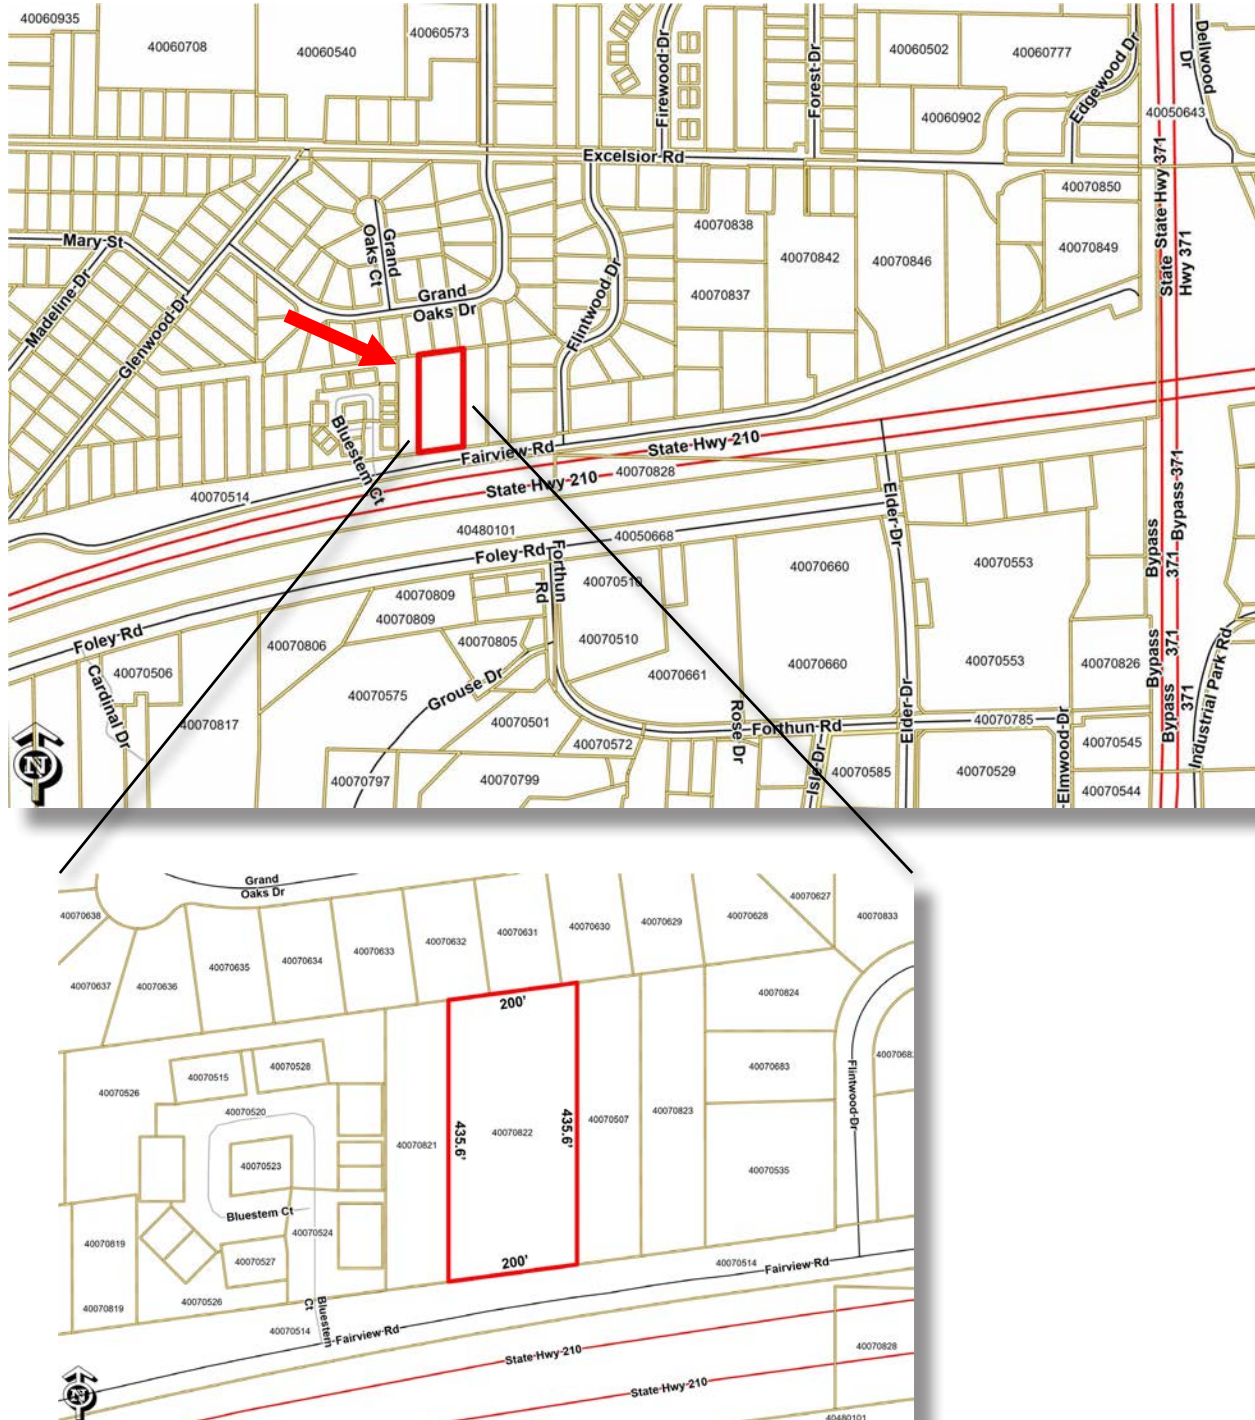 40060935
40060708
40060540
40060573
Firewood Dr
Forest Dr
40060502
40060777
Edgewood Dr
Dellwood
Dr
40060902
40050643
Excelsior Rd
State Hwy 371
State Hwy 371
40070850
40070838
40070842
40070846
40070849
40070837
Mary St
Madeline Dr
Glenwood Dr
Grand
Oaks Ct
Grand
Oaks Dr
Flintwood Dr
Bluestem Ct
Fairview Rd
State Hwy 210
State Hwy 210
40070828
40070514
40480101
40050668
Foley Rd
Forthun
Rd
40070510
40070660
Elder Dr
40070553
Bypass 371
Bypass
371
40070809
40070809
40070806
40070805
40070510
40070661
40070660
40070553
40070826
Bypass
371
Foley Rd
40070506
Cardinal Dr
40070817
40070575
Grouse Dr
40070501
40070572
Rose Dr
Forthun Rd
Elder Dr
40070785
Elmwood Dr
40070545
Bypass
371
Industrial Park Rd
40070797
40070799
Isle Dr
40070585
40070529
40070544
N
Grand
Oaks Dr
40070638
40070637
40070636
40070635
40070634
40070633
40070632
40070631
40070630
40070629
40070628
40070627
40070833
200'
40070824
40070526
40070515
40070528
40070520
40070683
Flintwood Dr
40070821
435.6'
40070822
435.6'
40070507
40070823
40070523
40070535
Bluestem Ct
40070524
40070819
40070527
200'
40070514
Fairview Rd
40070819
40070526
Bluestem
Ct
40070514
Fairview Rd
State Hwy 210
State Hwy 210
40070828
N
40480101